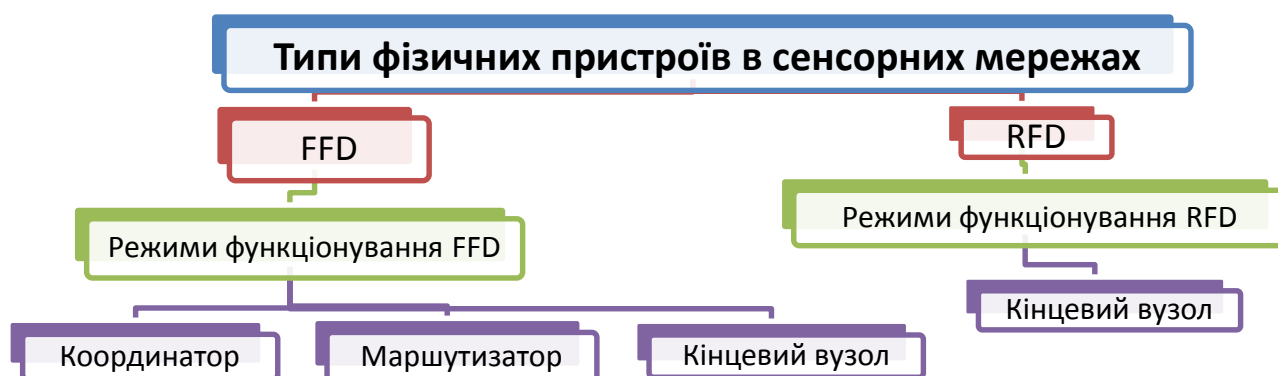 Типи фізичних пристроїв в сенсорних мережах
FFD
RFD
Режими функціонування FFD
Режими функціонування RFD
Координатор
Маршутизатор
Кінцевий вузол
Кінцевий вузол